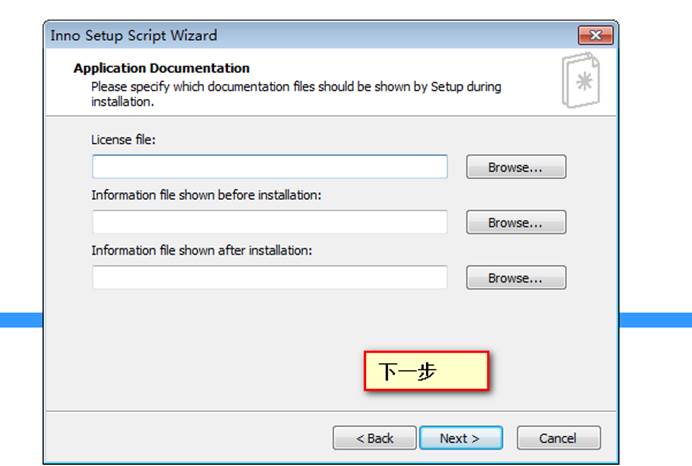 Inno Setup Script Wizard
Application Documentation
Please specify which documentation files should be shown by Setup during
installation.
License file:
Browse...
Information file shown before installation:
Browse...
Information file shown after installation:
Browse...
下一步
< Back
Next >
Cancel